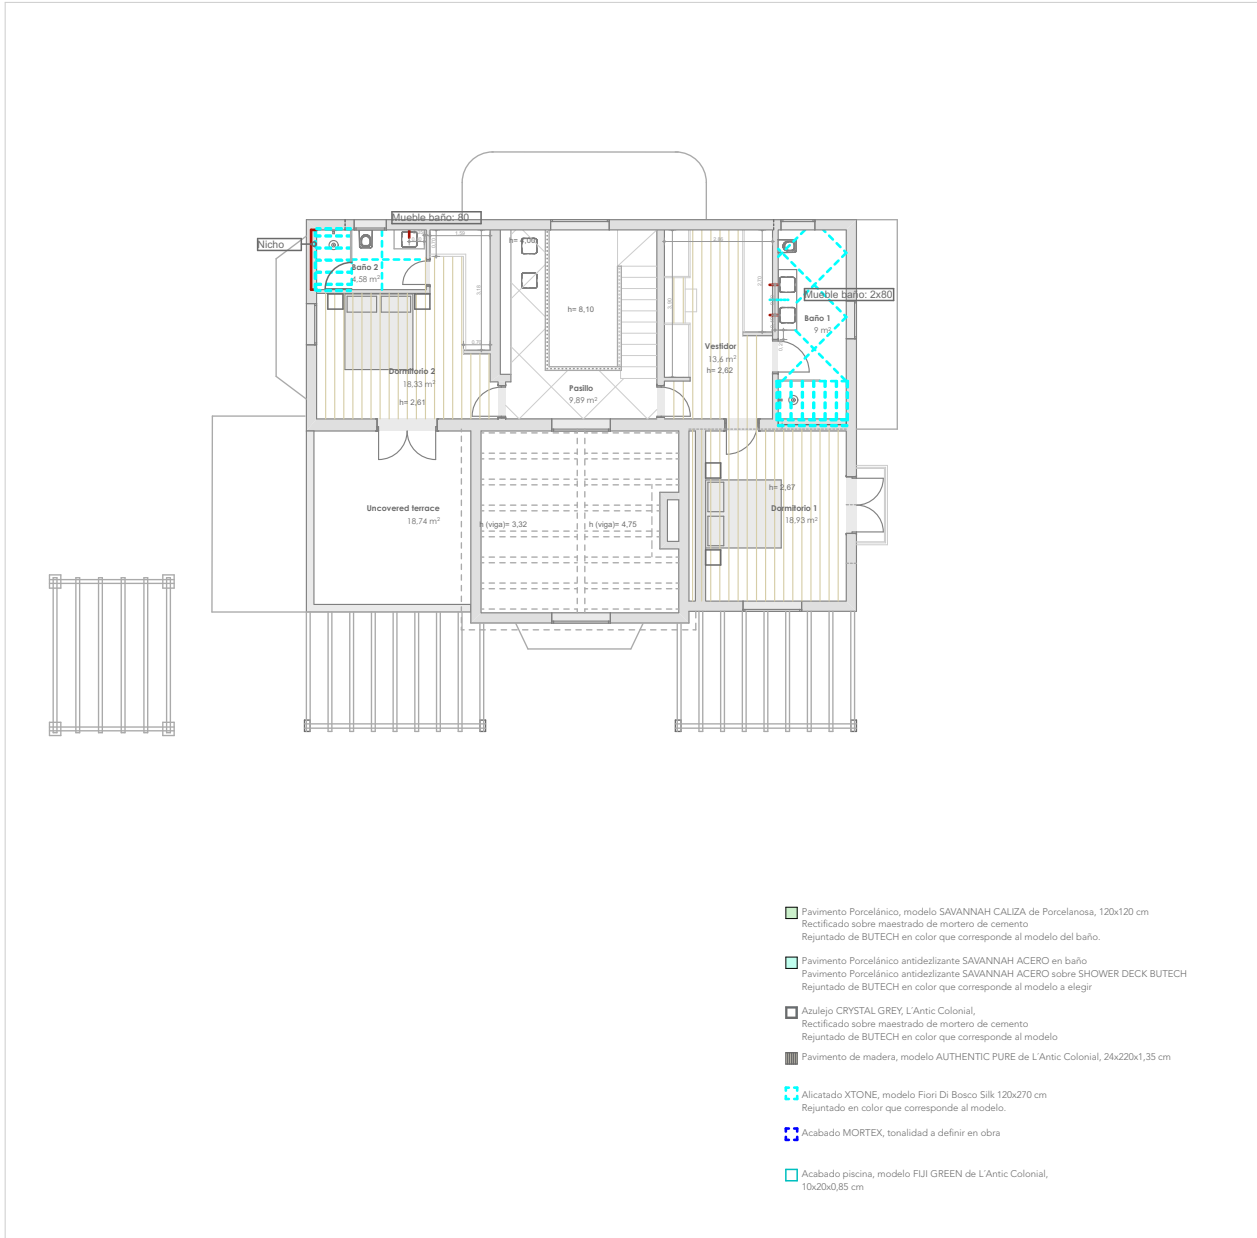 Mueble baño: 80
Nicho
Baño 2
4,58 m²
h= 6,00
h= 8,10
Mueble baño: 2x80
Baño 1
9 m²
Vestidor
13,6 m²
h= 2,62
Dormitorio 2
18,33 m²
h= 2,61
Pasillo
9,89 m²
h= 2,67
Dormitorio 1
18,93 m²
Uncovered terrace
18,74 m²
h (viga)= 3,32
h (viga)= 4,75
Pavimento Porcelánico, modelo SAVANNAH CALIZA de Porcelanosa, 120x120 cm
Rectificado sobre maestrado de mortero de cemento
Rejuntado de BUTECH en color que corresponde al modelo del baño.
Pavimento Porcelánico antidezlizante SAVANNAH ACERO en baño
Pavimento Porcelánico antidezlizante SAVANNAH ACERO sobre SHOWER DECK BUTECH
Rejuntado de BUTECH en color que corresponde al modelo a elegir
Azulejo CRYSTAL GREY, L´Antic Colonial,
Rectificado sobre maestrado de mortero de cemento
Rejuntado de BUTECH en color que corresponde al modelo
Pavimento de madera, modelo AUTHENTIC PURE de L´Antic Colonial, 24x220x1,35 cm
Alicatado XTONE, modelo Fiori Di Bosco Silk 120x270 cm
Rejuntado en color que corresponde al modelo.
Acabado MORTEX, tonalidad a definir en obra
Acabado piscina, modelo FIJI GREEN de L´Antic Colonial,
10x20x0,85 cm